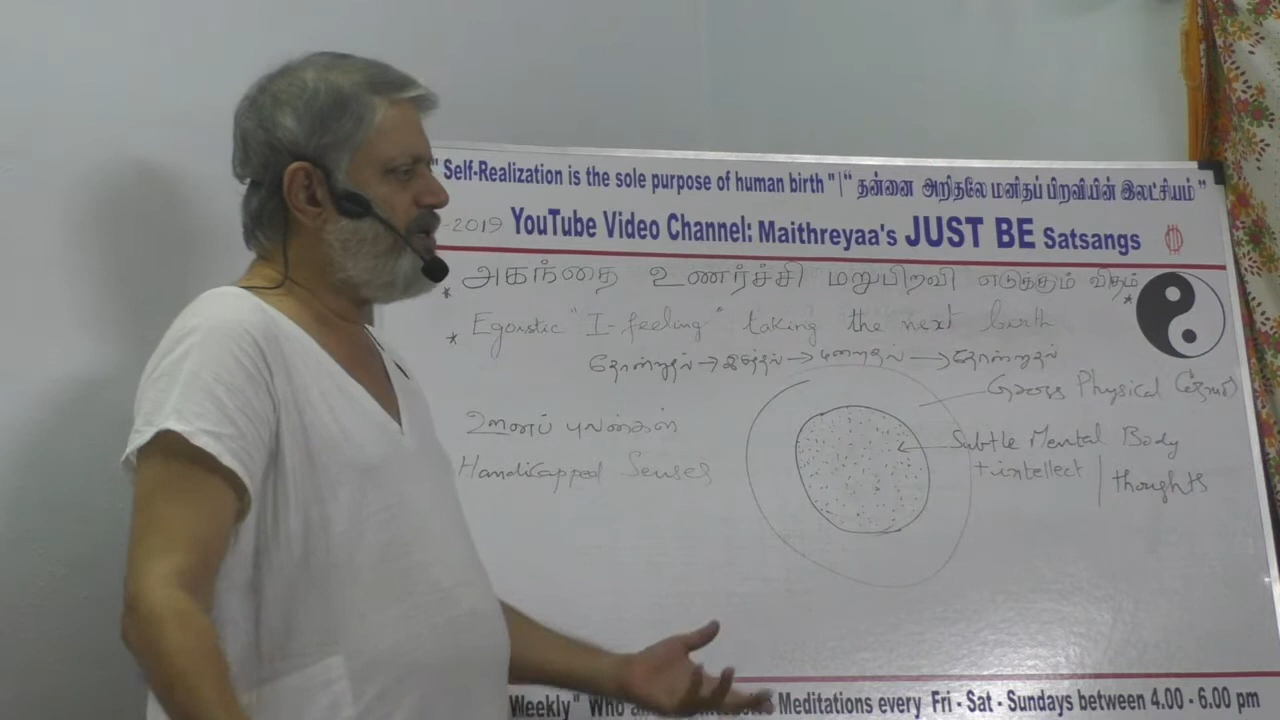 " Self-Realization is the sole purpose of human birth " | " தன்னை அறிதலே மனிதப் பிறவியின் இலட்சியம் "
-2019 YouTube Video Channel: Maithreyaa's JUST BE Satsangs
* அகந்தை உணர்ச்சி மறுபிறவி எடுக்கும் விதம் *
* Egoistic "I-feeling" taking the next birth
தோன்றுதல் → இருத்தல் → மறைதல் → தோன்றுதல்
Gross Physical
ஊனப் புலன்கள்
Subtle Mental Body
Handicapped Senses
+intellect | thoughts
Weekly" Who Meditations every Fri - Sat - Sundays between 4.00 - 6.00 pm